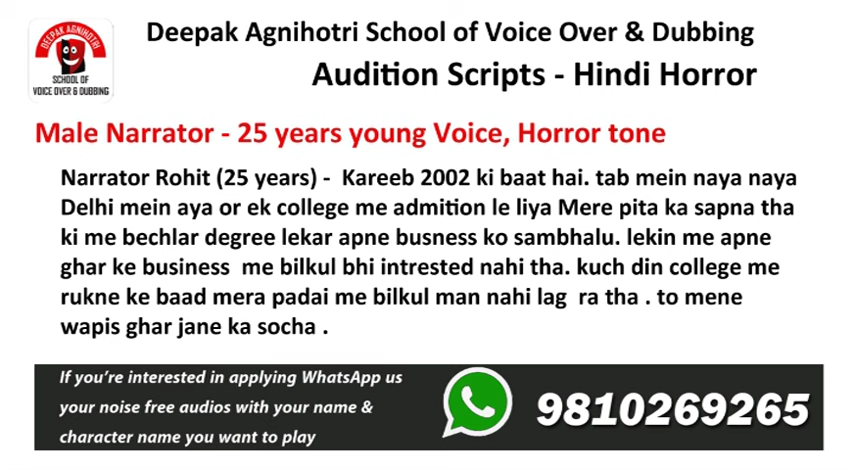 DEEPAK AGNIHOTRI
SCHOOL OF
VOICE OVER & DUBBING
Deepak Agnihotri School of Voice Over & Dubbing
Audition Scripts - Hindi Horror
Male Narrator - 25 years young Voice, Horror tone
Narrator Rohit (25 years) - Kareeb 2002 ki baat hai. tab mein naya naya
Delhi mein aya or ek college me admition le liya Mere pita ka sapna tha
ki me bechlar degree lekar apne busness ko sambhalu. lekin me apne
ghar ke business me bilkul bhi intrested nahi tha. kuch din college me
rukne ke baad mera padai me bilkul man nahi lag ra tha . to mene
wapis ghar jane ka socha .
If you're interested in applying WhatsApp us
your noise free audios with your name &
character name you want to play
9810269265